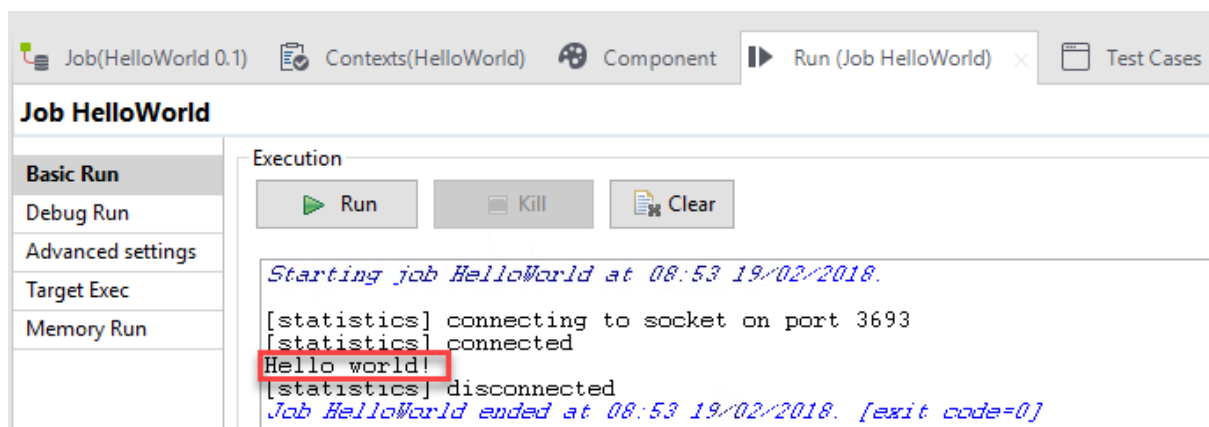 Job(HelloWorld 0.1) Contexts(HelloWorld) Component Run (Job HelloWorld) Test Cases
Job HelloWorld
Basic Run
Debug Run
Advanced settings
Target Exec
Memory Run
Execution
Run Kill Clear
Starting job HelloWorld at 08:53 19/02/2018.
[statistics] connecting to socket on port 3693
[statistics] connected
Hello world!
[statistics] disconnected
Job HelloWorld ended at 08:53 19/02/2018. [exit code=0]